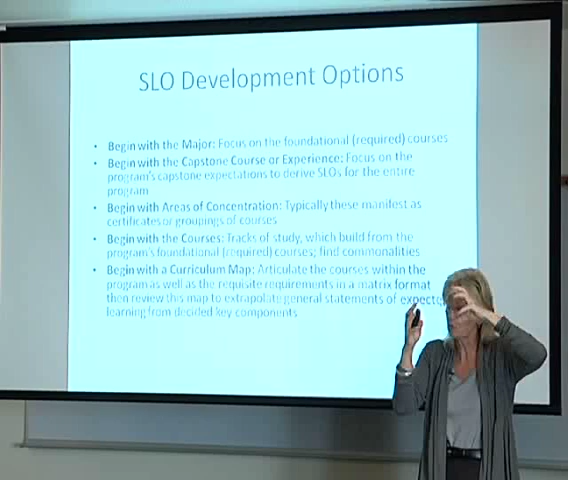 SLO Development Options
• Begin with the Major: Focus on the foundational (required) courses
• Begin with the Capstone Course or Experience: Focus on the
program's capstone expectations to derive SLOs for the entire
program
• Begin with Areas of Concentration: Typically these manifest as
certificates or groupings of courses
• Begin with the Courses: Tracks of study, which build from the
program's foundational (required) courses; find commonalities
• Begin with a Curriculum Map: Articulate the courses within the
program as well as the requisite requirements in a matrix format
then review this map to extrapolate general statements of
learning from decided key components